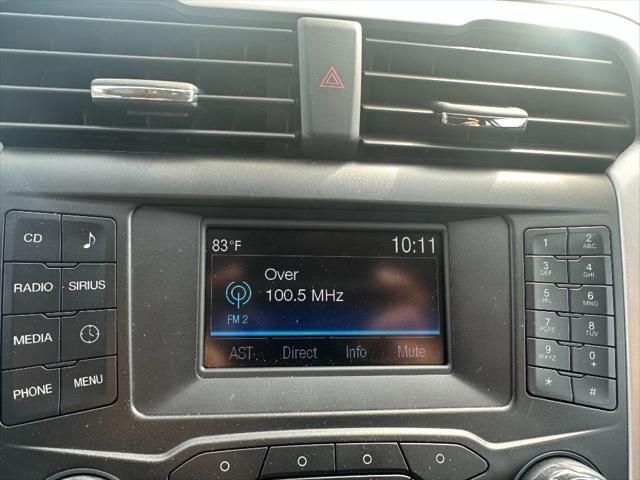 83°F 10:11
Over
100.5 MHz
FM 2
AST Direct Info Mute
CD
RADIO SIRIUS
MEDIA
PHONE MENU
1 2 ABC
3 DEF 4 GHI
5 JKL 6 MNO
7 PQRS 8 TUV
9 WXYZ 0 +
* #